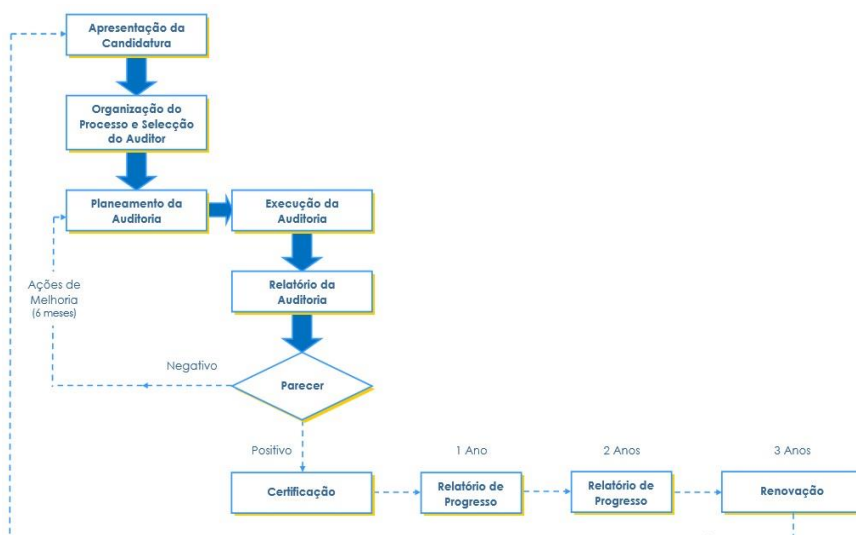 Apresentação da
Candidatura
Organização do
Processo e Selecção
do Auditor
Planeamento da
Auditoria
Execução da
Auditoria
Ações de
Melhoria
(6 meses)
Relatório da
Auditoria
Negativo
Parecer
Positivo
1 Ano
2 Anos
3 Anos
Certificação
Relatório de
Progresso
Relatório de
Progresso
Renovação